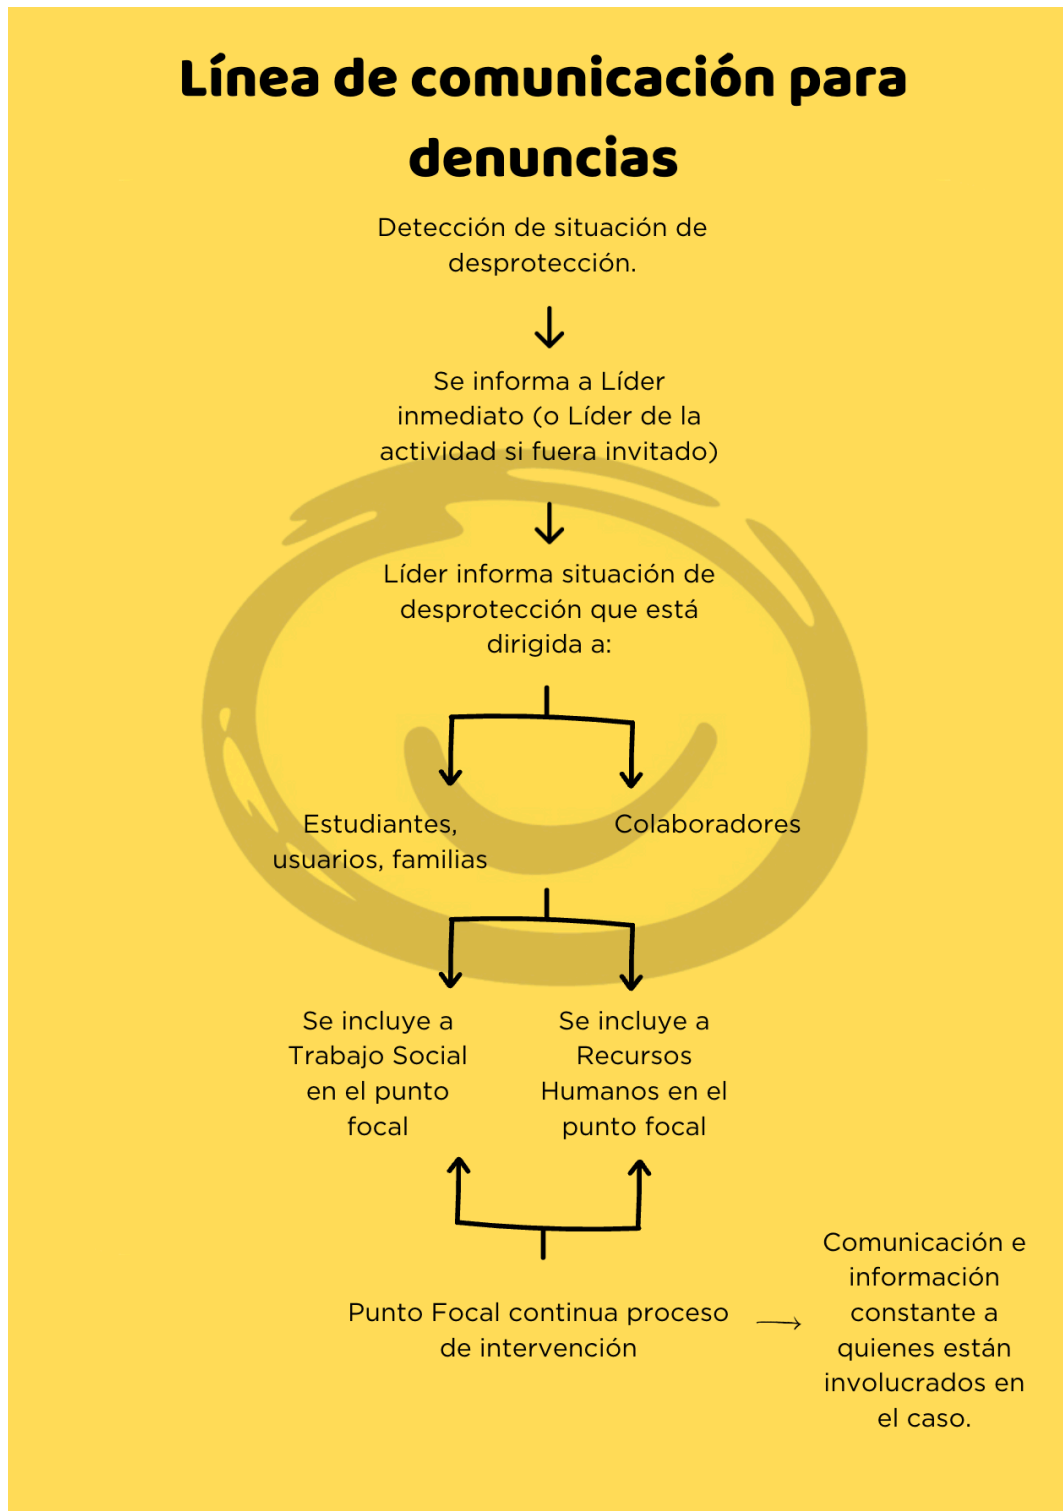 Línea de comunicación para
denuncias
Detección de situación de
desprotección.
Se informa a Líder
inmediato (o Líder de la
actividad si fuera invitado)
Líder informa situación de
desprotección que está
dirigida a:
Estudiantes,
usuarios, familias
Colaboradores
Se incluye a
Trabajo Social
en el punto
focal
Se incluye a
Recursos
Humanos en el
punto focal
Punto Focal continua proceso
de intervención
Comunicación e
información
constante a
quienes están
involucrados en
el caso.